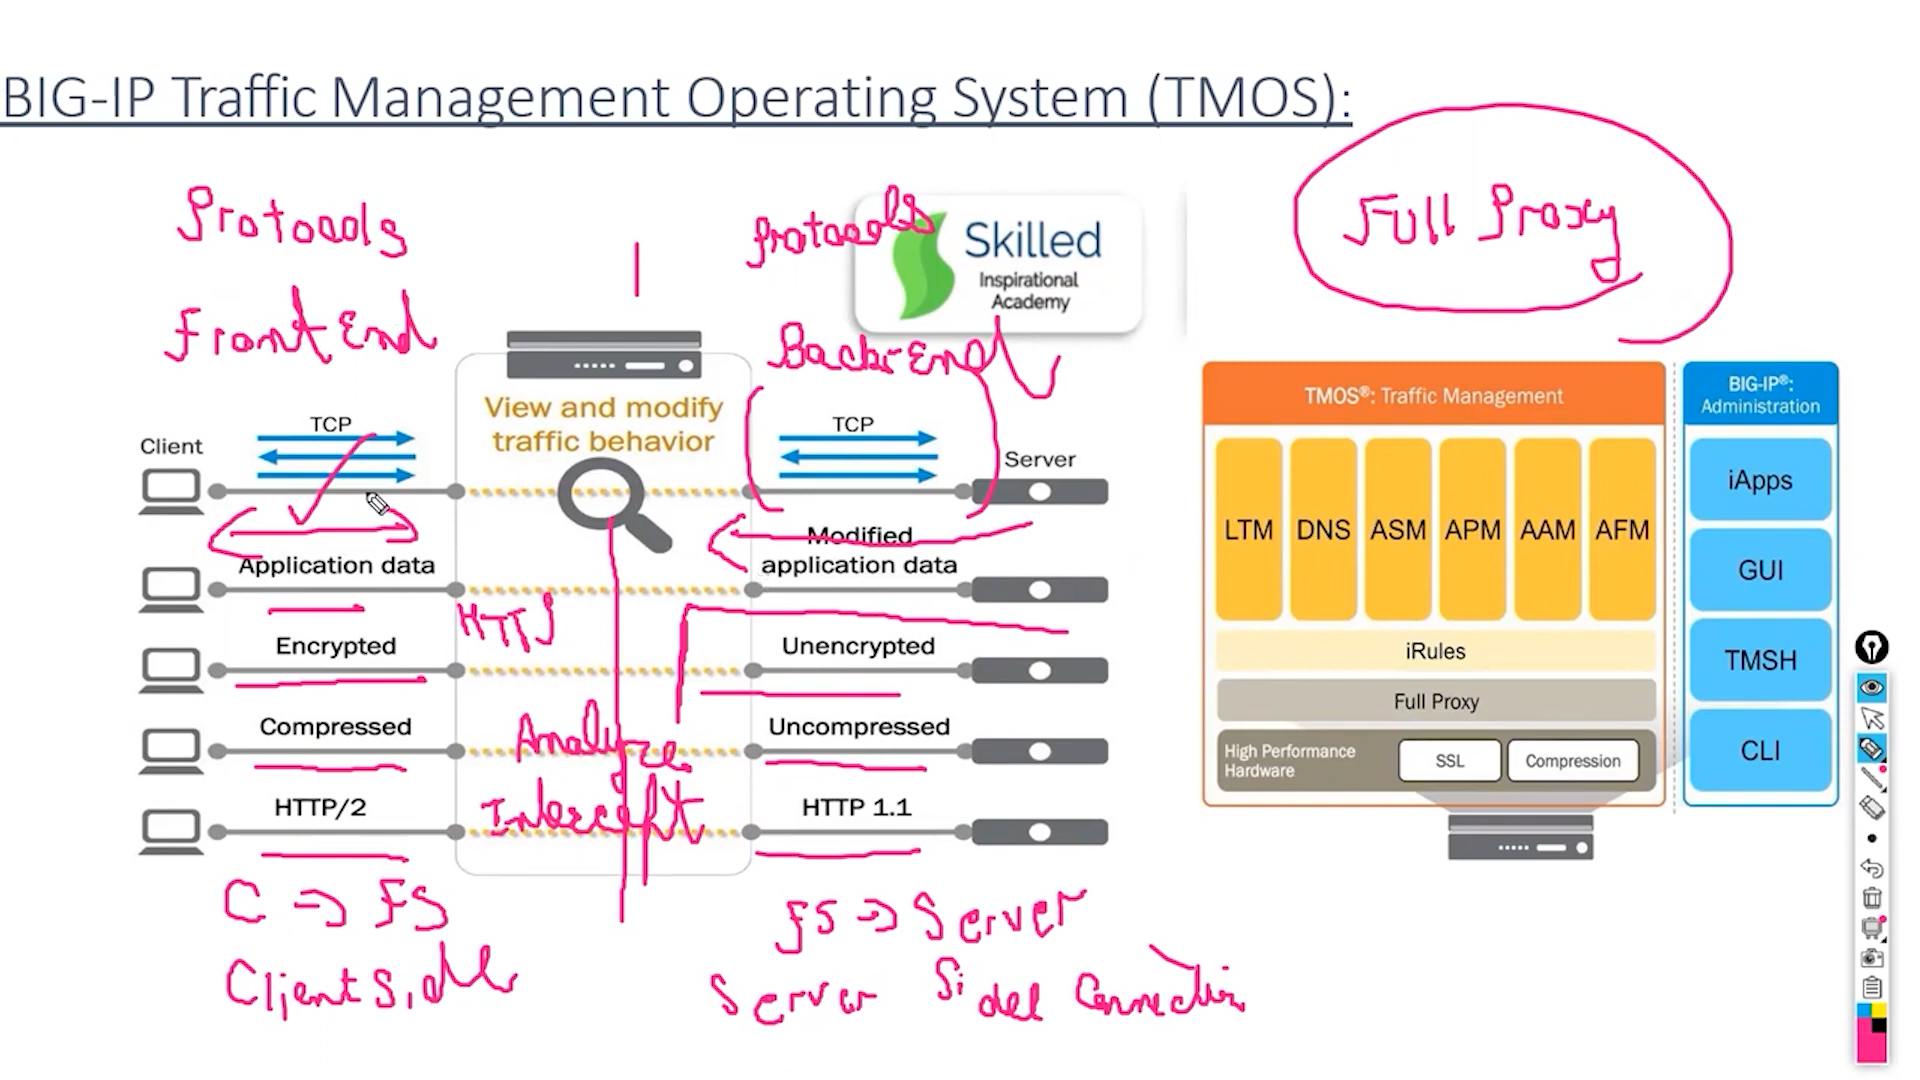 BIG-IP Traffic Management Operating System (TMOS):
Protocols
FrontEnd
protocols
Back-End
Skilled
Inspirational
Academy
Full Proxy
View and modify
traffic behavior
Client
TCP
TCP
Server
Application data
Modified
application data
HTTS
Encrypted
Unencrypted
Compressed
Uncompressed
Analyze
Intercept
HTTP/2
HTTP 1.1
C => FS
Client Side
FS => Server
Server Side Connection
TMOS®: Traffic Management
LTM
DNS
ASM
APM
AAM
AFM
iRules
Full Proxy
High Performance
Hardware
SSL
Compression
BIG-IP®:
Administration
iApps
GUI
TMSH
CLI